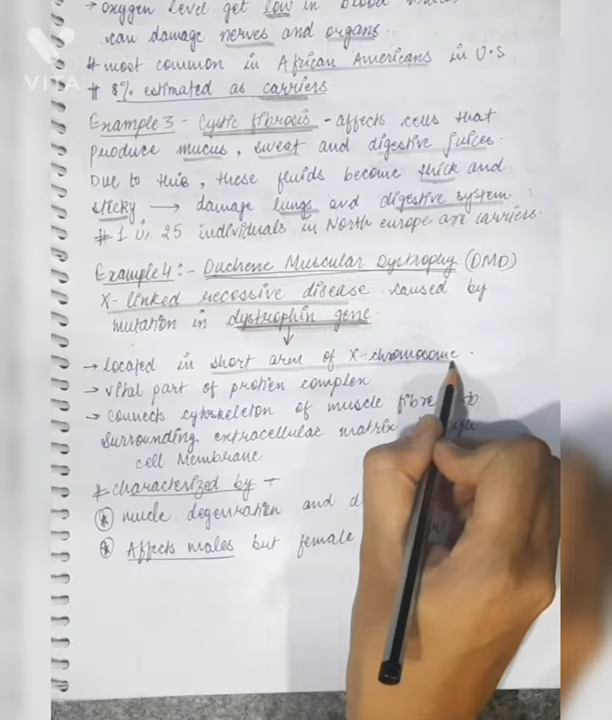 → oxygen level get low in blood
can damage nerves and organs.
# most common in African Americans in U.S
# 8% estimated as carriers
Example 3 - Cystic fibrosis - affects cells that
produce mucus, sweat and digestive juices.
Due to this, these fluids become thick and
sticky → damage lungs and digestive system.
# 1 in 25 individuals in North europe are carriers.
Example 4 :- Duchene Muscular Dystrophy (DMD)
X-linked recessive disease caused by
mutation in dystrophin gene.
→ located in short arm of X-chromosome.
→ vital part of protien complex
→ connects cytoskeleton of muscle fibre to
surrounding extracellular matrix
cell Membrane
* characterized by -
* mucle degenration and d
* Affects males but female
VITA